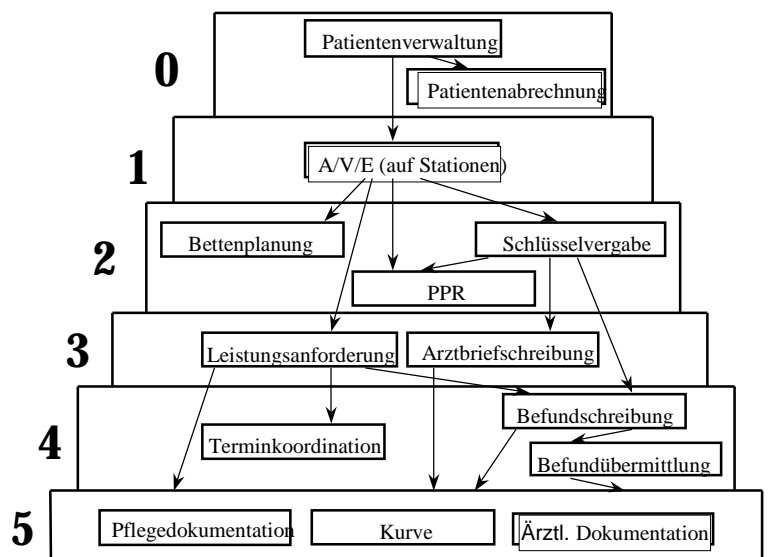 0
Patientenverwaltung
Patientenabrechnung
1
A/V/E (auf Stationen)
2
Bettenplanung
Schlüsselvergabe
PPR
3
Leistungsanforderung
Arztbriefschreibung
4
Befundschreibung
Terminkoordination
Befundübermittlung
5
Pflegedokumentation
Kurve
Ärztl. Dokumentation